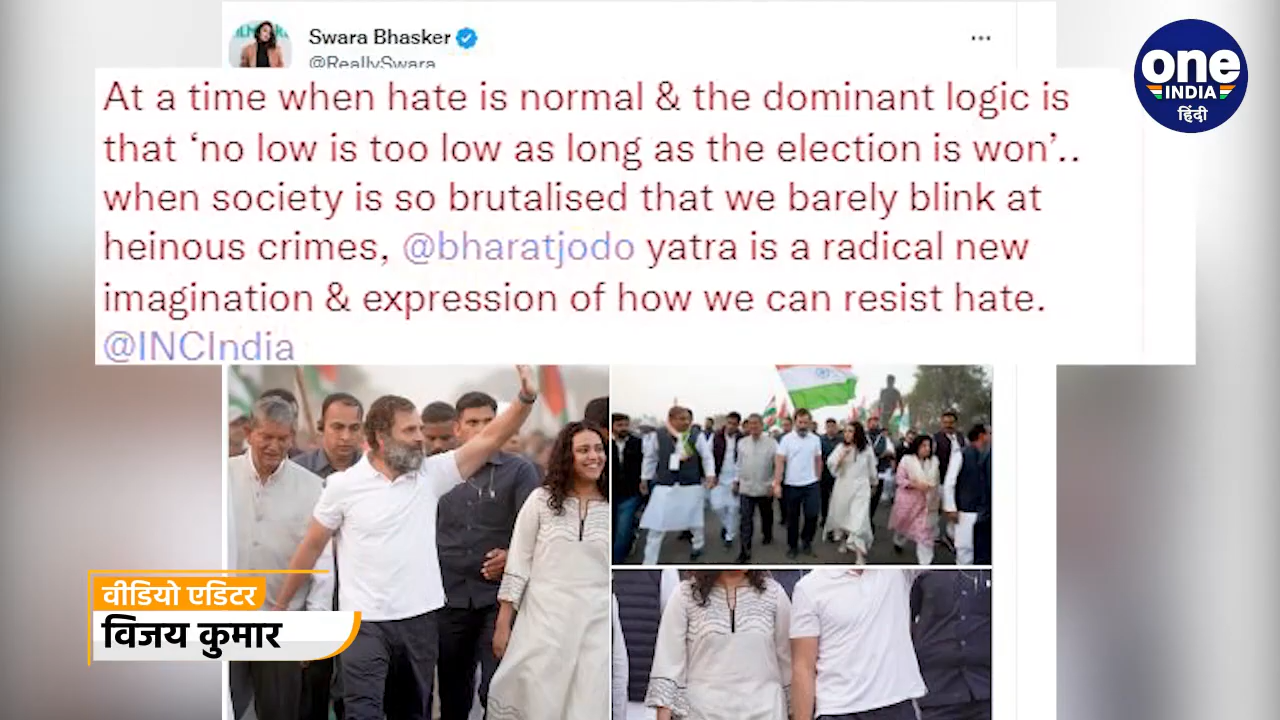 Swara Bhasker
@ReallySwara
one
INDIA
हिंदी
At a time when hate is normal & the dominant logic is
that ‘no low is too low as long as the election is won’..
when society is so brutalised that we barely blink at
heinous crimes, @bharatjodo yatra is a radical new
imagination & expression of how we can resist hate.
@INCIndia
वीडियो एडिटर
विजय कुमार